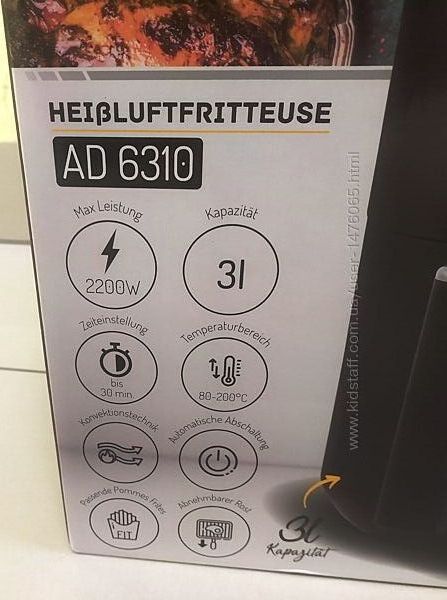 HEIßLUFTFRITTEUSE
AD 6310
Max Leistung
2200W
Kapazität
3l
Zeiteinstellung
bis
30 min.
Temperaturbereich
80-200°C
Konvektionstechnik
Automatische Abschaltung
Passende Pommes Frites
FIT
Abnehmbarer Rost
3l
Kapazität
www.kidstaff.com.ua/user-1476065.html